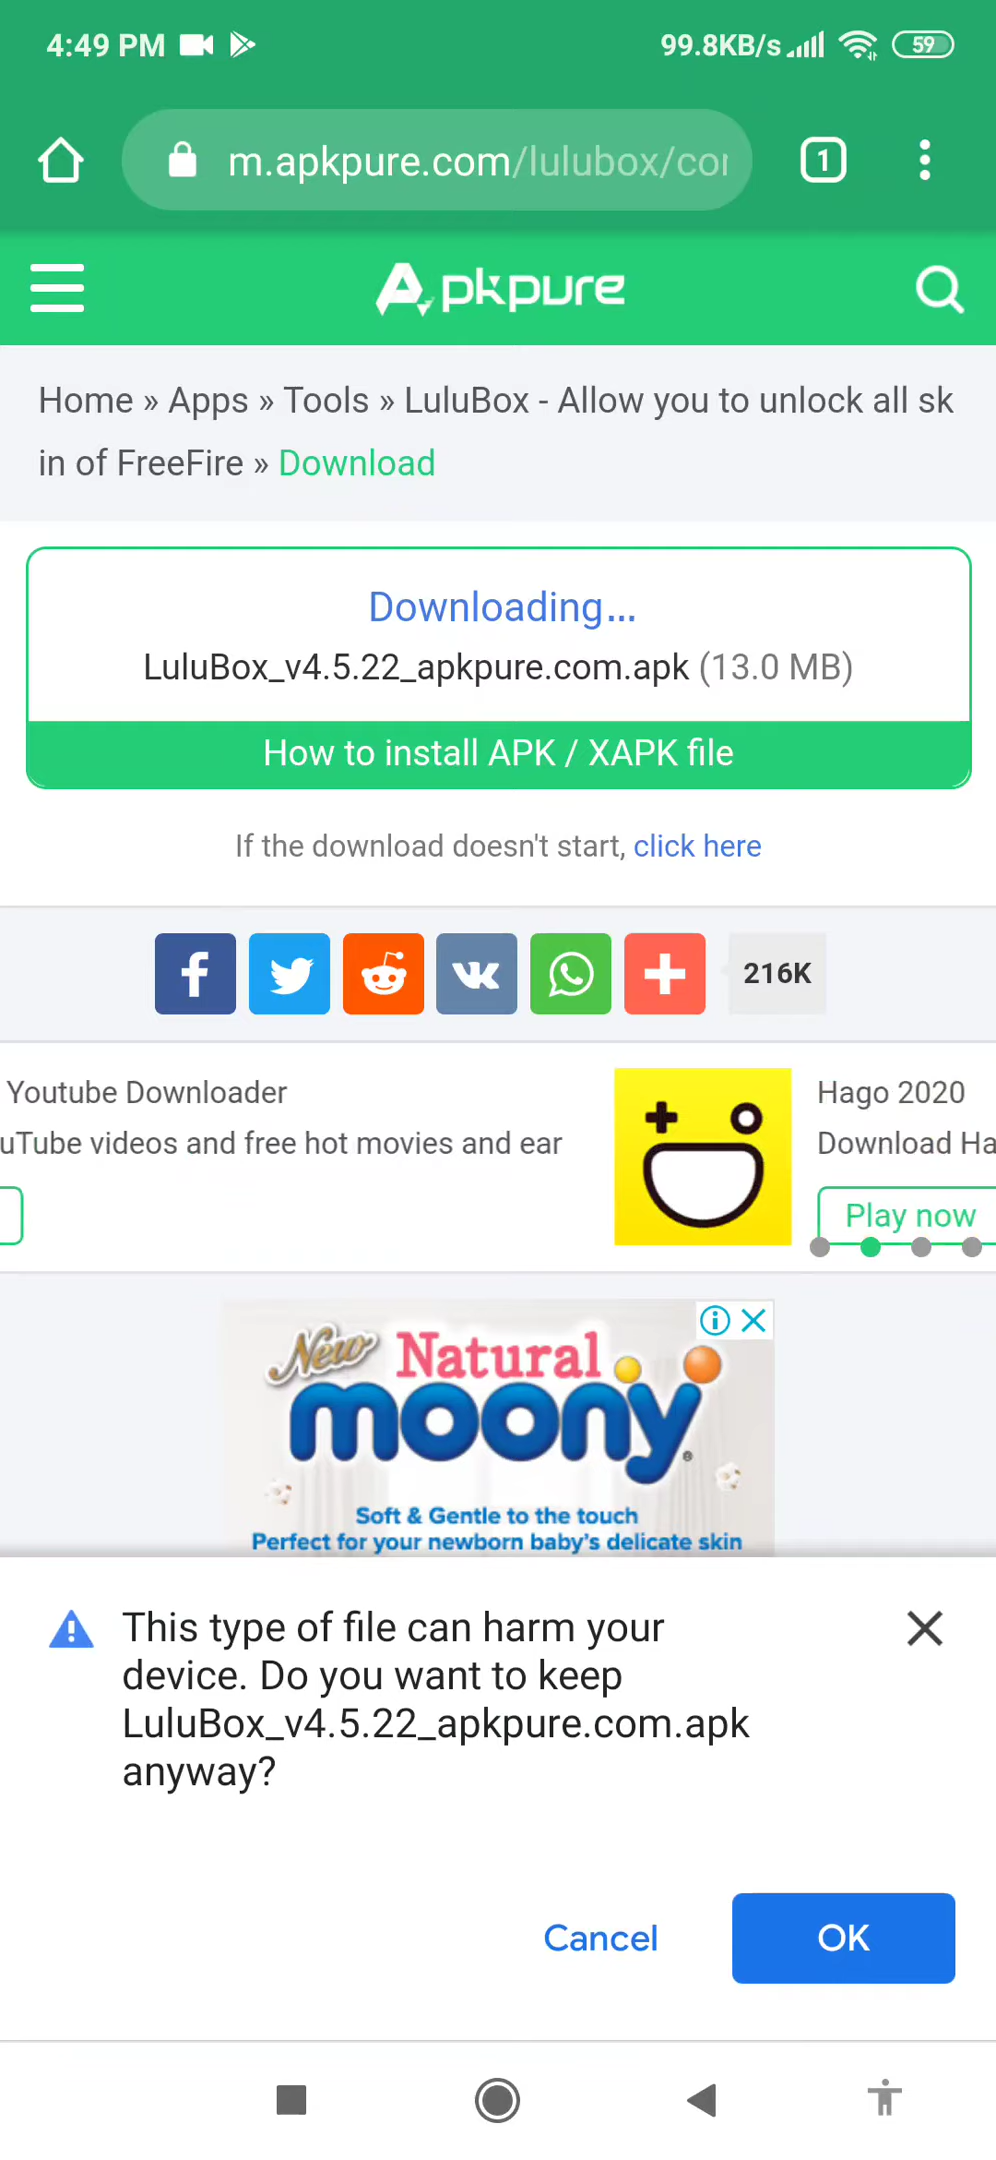 4:49 PM
99.8KB/s
59
m.apkpure.com/lulubox/cor
1
Apkpure
Home » Apps » Tools » LuluBox - Allow you to unlock all sk
in of FreeFire » Download
Downloading...
LuluBox_v4.5.22_apkpure.com.apk (13.0 MB)
How to install APK / XAPK file
If the download doesn't start, click here
216K
Youtube Downloader
uTube videos and free hot movies and ear
Hago 2020
Download Ha
Play now
New Natural
moony
Soft & Gentle to the touch
Perfect for your newborn baby's delicate skin
This type of file can harm your
device. Do you want to keep
LuluBox_v4.5.22_apkpure.com.apk
anyway?
Cancel
OK